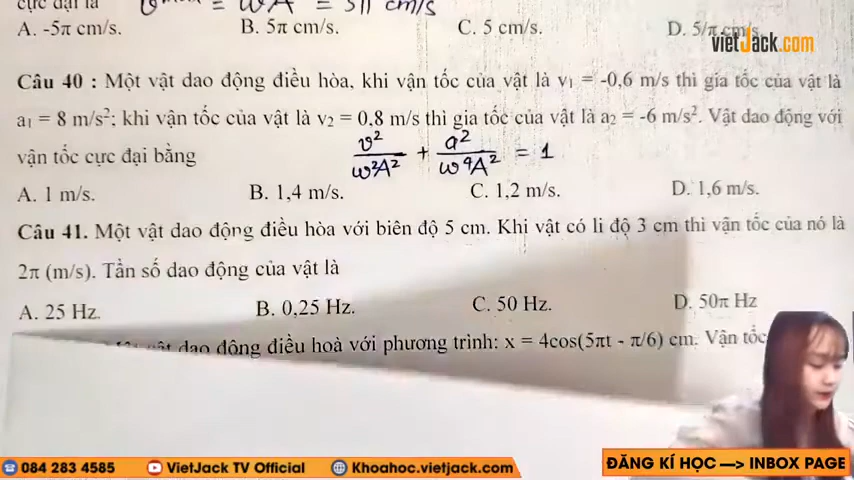 cực đại là = ωA = 5π cm/s
A. -5π cm/s. B. 5π cm/s. C. 5 cm/s. D. 5/π cm/s.
vietJack.com
Câu 40 : Một vật dao động điều hòa, khi vận tốc của vật là v₁ = -0,6 m/s thì gia tốc của vật là
a₁ = 8 m/s²; khi vận tốc của vật là v₂ = 0,8 m/s thì gia tốc của vật là a₂ = -6 m/s². Vật dao động với
vận tốc cực đại bằng
v²/ω²A² + a²/ω⁴A² = 1
A. 1 m/s. B. 1,4 m/s. C. 1,2 m/s. D. 1,6 m/s.
Câu 41. Một vật dao động điều hòa với biên độ 5 cm. Khi vật có li độ 3 cm thì vận tốc của nó là
2π (m/s). Tần số dao động của vật là
A. 25 Hz. B. 0,25 Hz. C. 50 Hz. D. 50π Hz
dao động điều hoà với phương trình: x = 4cos(5πt - π/6) cm. Vận tốc
084 283 4585 VietJack TV Official Khoahoc.vietjack.com
ĐĂNG KÍ HỌC —> INBOX PAGE